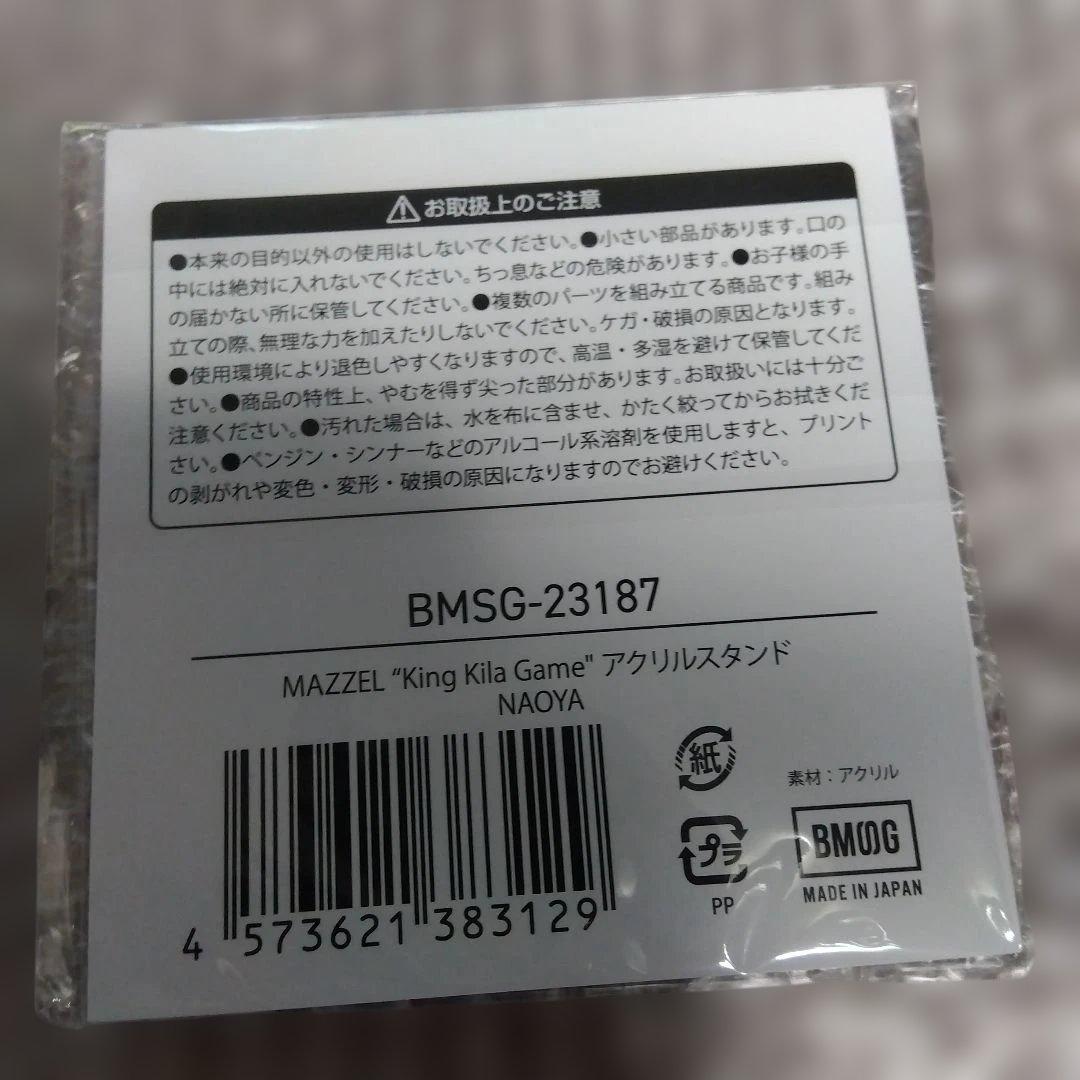 ⚠お取扱上のご注意
●本来の目的以外の使用はしないでください。●小さい部品があります。口の
中には絶対に入れないでください。ちっ息などの危険があります。●お子様の手
の届かない所に保管してください。●複数のパーツを組み立てる商品です。組み
立ての際、無理な力を加えたりしないでください。ケガ・破損の原因となります。
●使用環境により退色しやすくなりますので、高温・多湿を避けて保管してくだ
さい。●商品の特性上、やむを得ず尖った部分があります。お取扱いには十分ご
注意ください。●汚れた場合は、水を布に含ませ、かたく絞ってからお拭きくだ
さい。●ベンジン・シンナーなどのアルコール系溶剤を使用しますと、プリント
の剥がれや変色・変形・破損の原因になりますのでお避けください。
BMSG-23187
MAZZEL “King Kila Game" アクリルスタンド
NAOYA
4 573621 383129
紙
プラ
PP
素材：アクリル
BMSG
MADE IN JAPAN